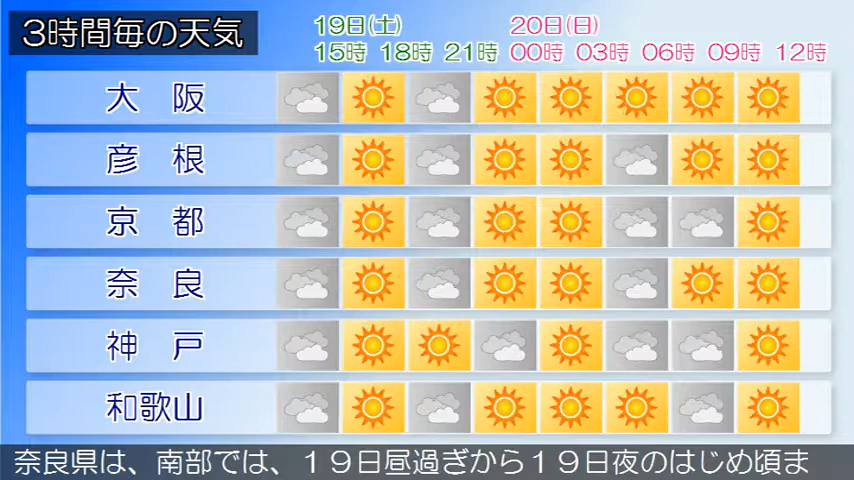 3時間毎の天気
19日(土) 20日(日)
15時 18時 21時 00時 03時 06時 09時 12時
大阪
彦根
京都
奈良
神戸
和歌山
奈良県は、南部では、１９日昼過ぎから１９日夜のはじめ頃ま